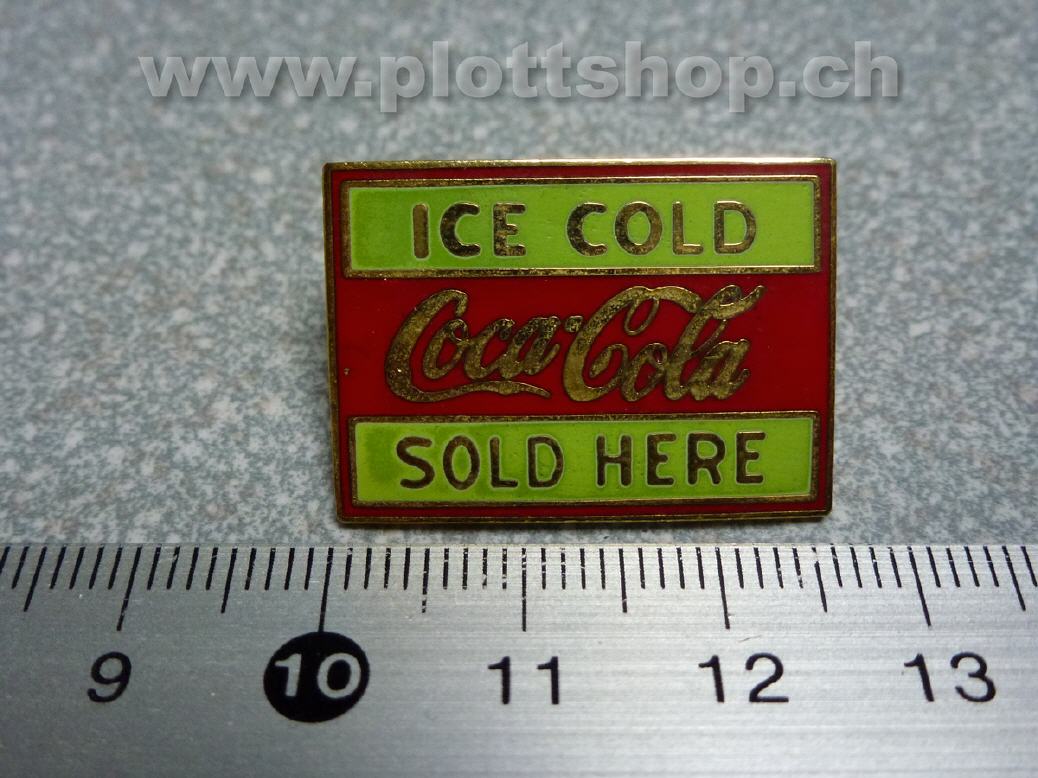 www.plottshop.ch
ICE COLD
Coca-Cola
SOLD HERE
9 10 11 12 13